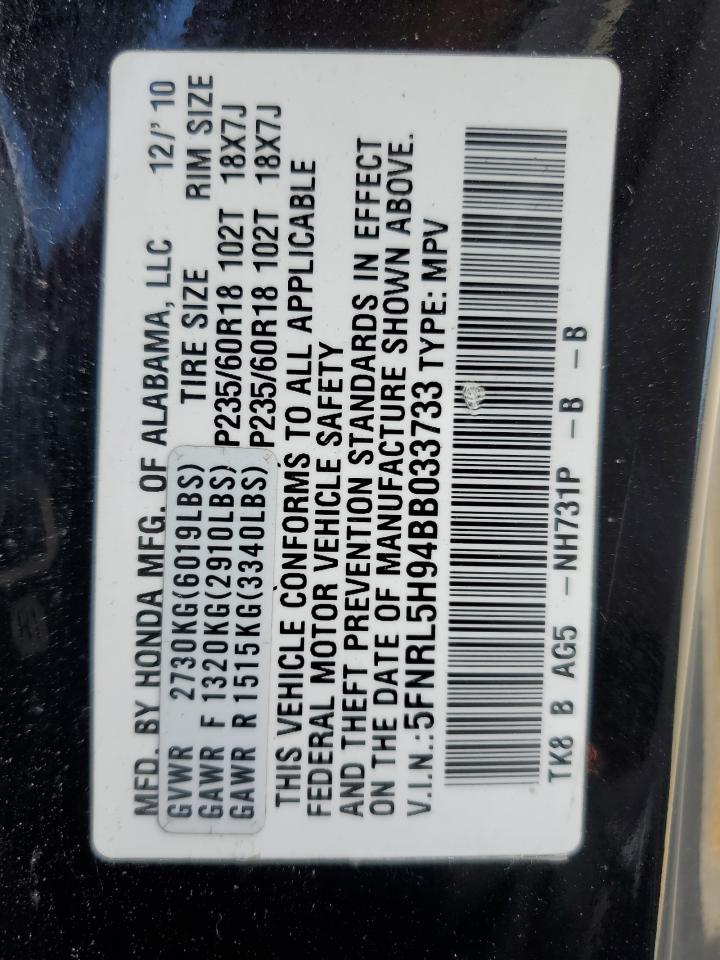 MFD. BY HONDA MFG. OF ALABAMA, LLC 12/' 10
TIRE SIZE RIM SIZE
GVWR 2730KG(6019LBS)
GAWR F 1320KG(2910LBS) P235/60R18 102T 18X7J
GAWR R 1515KG(3340LBS) P235/60R18 102T 18X7J
THIS VEHICLE CONFORMS TO ALL APPLICABLE
FEDERAL MOTOR VEHICLE SAFETY
AND THEFT PREVENTION STANDARDS IN EFFECT
ON THE DATE OF MANUFACTURE SHOWN ABOVE.
V.I.N.:5FNRL5H94BB033733 TYPE: MPV
TK8 B AG5 -NH731P -B -B